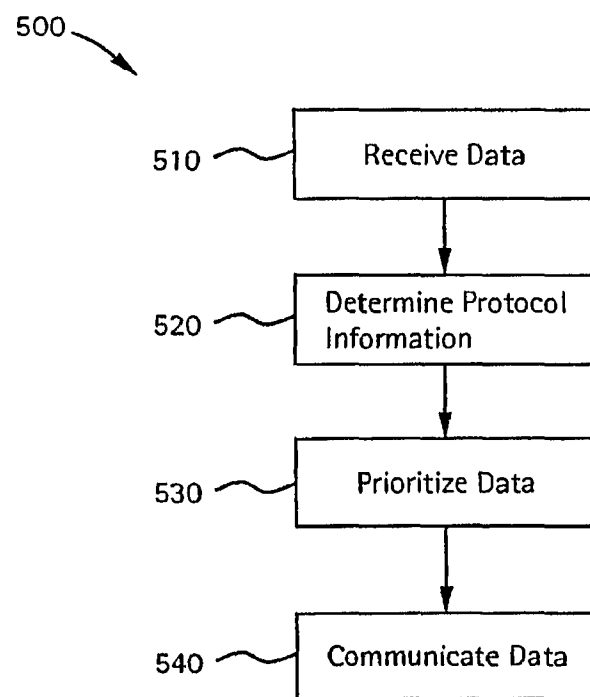 500
510
Receive Data
520
Determine Protocol
Information
530
Prioritize Data
540
Communicate Data